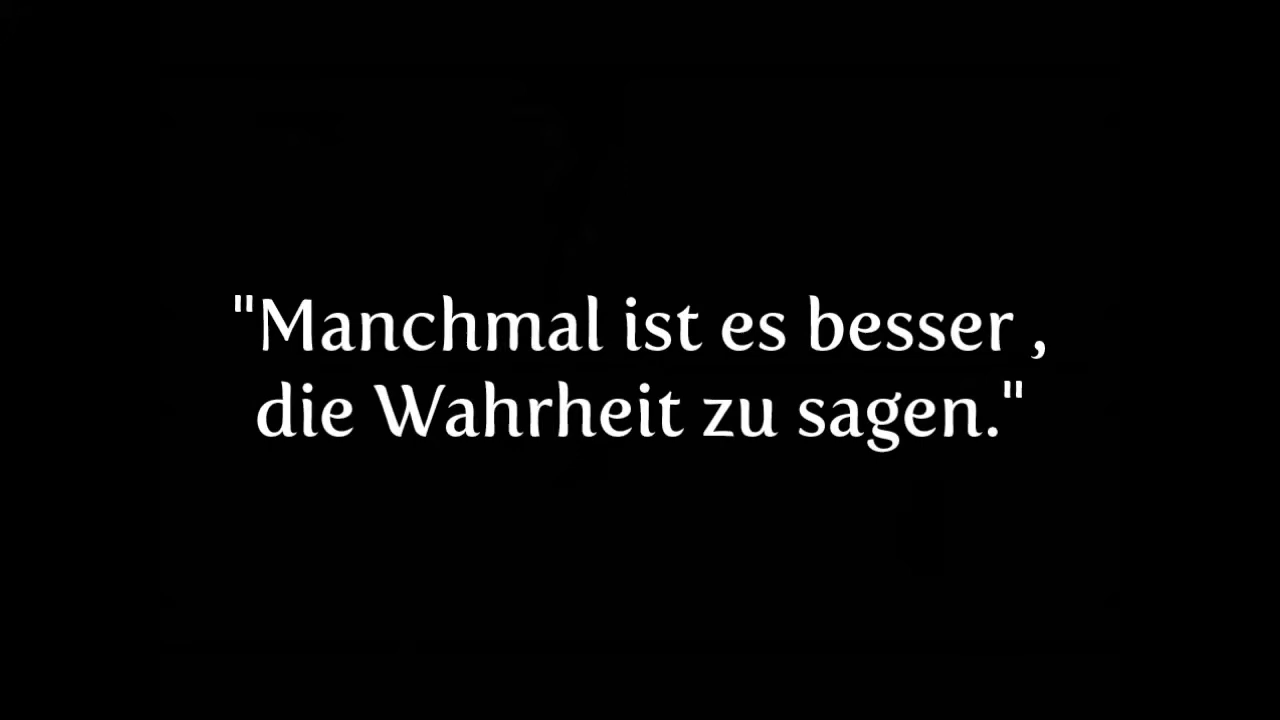 "Manchmal ist es besser ,
die Wahrheit zu sagen."